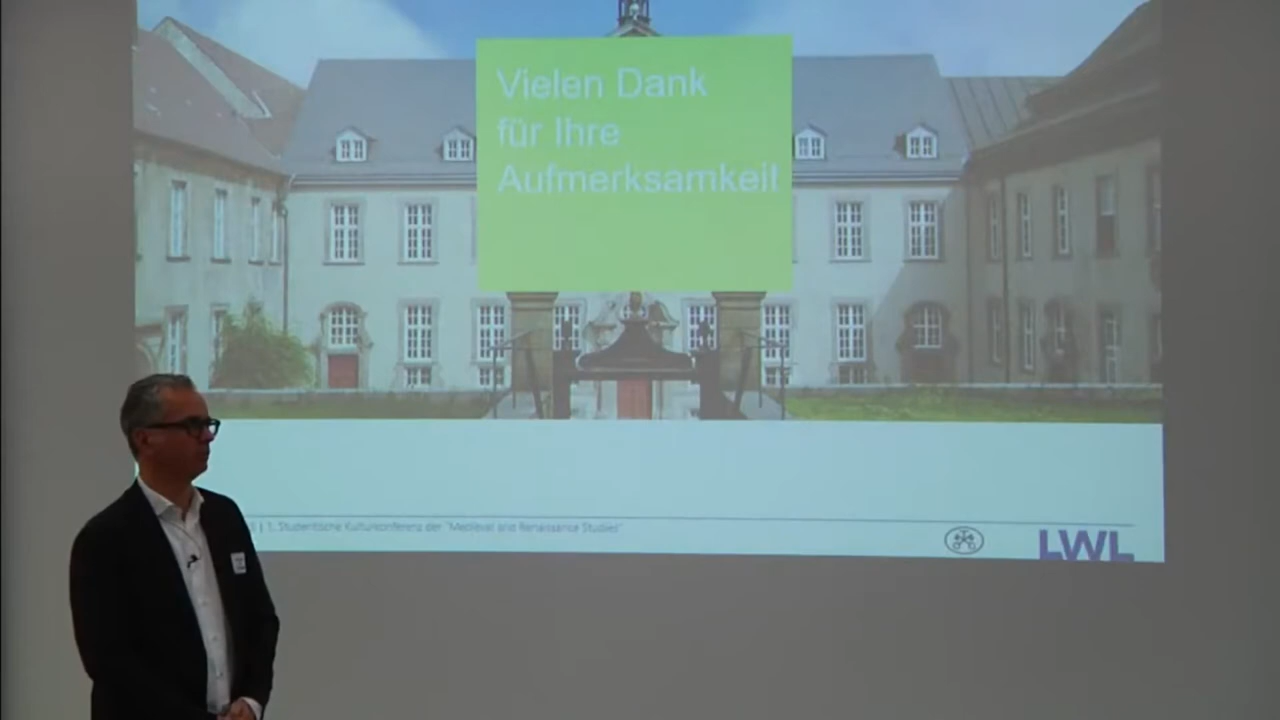 Vielen Dank
für Ihre
Aufmerksamkeit
| 1. Studentische Kulturkonferenz der "Medieval and Renaissance Studies"
LWL